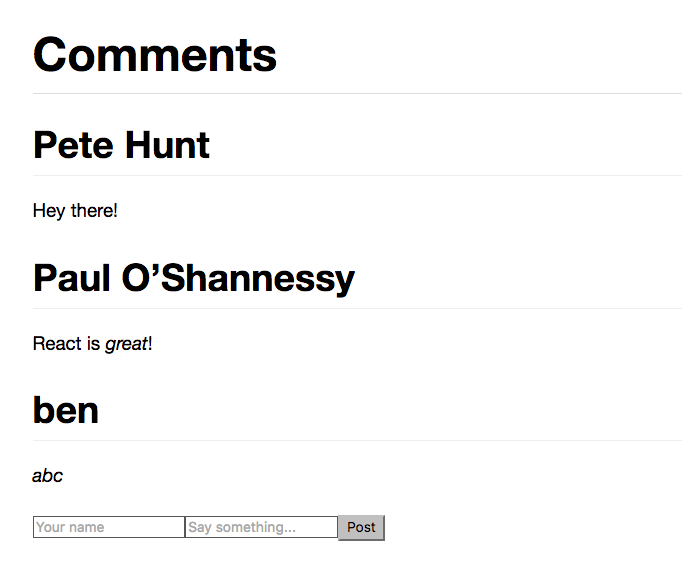 Comments
Pete Hunt
Hey there!
Paul O’Shannessy
React is great!
ben
abc
Your name Say something... Post